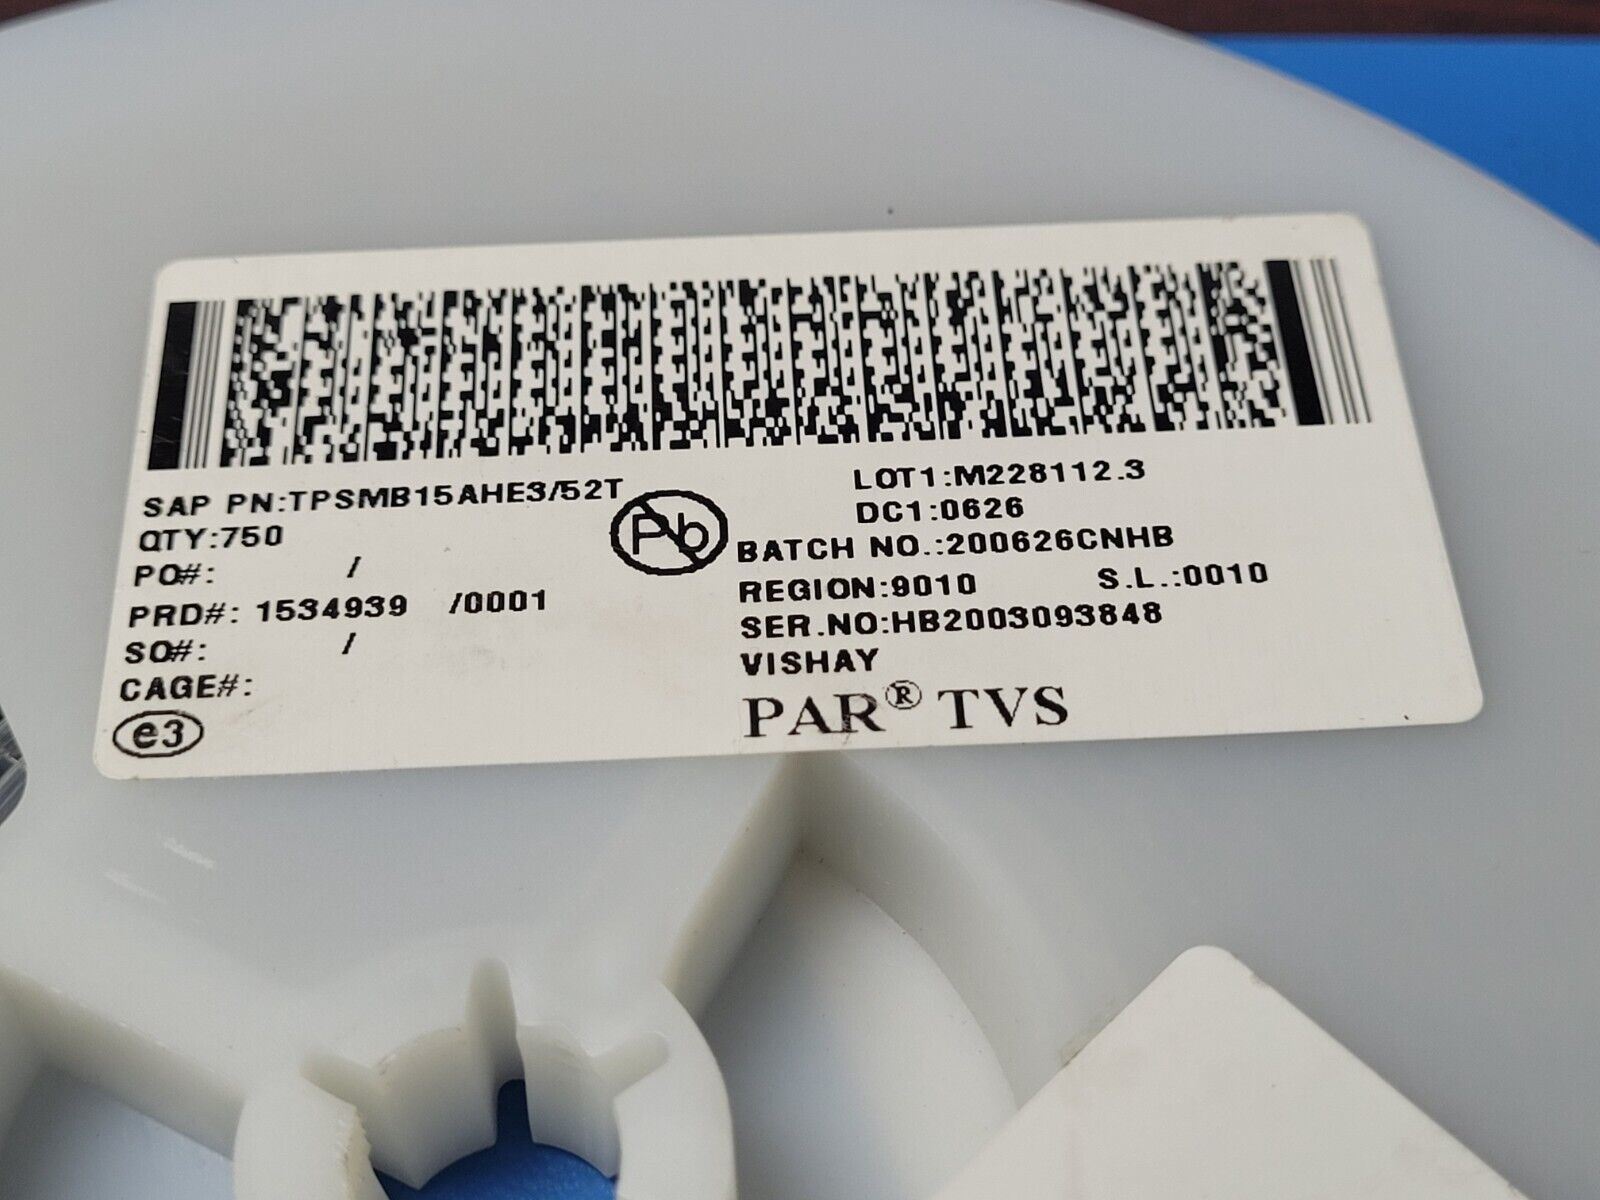 SAP PN:TPSMB15AHE3/52T
QTY:750
PO#: /
PRD#: 1534939 /0001
SO#: /
CAGE#:
e3
Pb
LOT1:M228112.3
DC1:0626
BATCH NO.:200626CNHB
REGION:9010 S.L.:0010
SER.NO:HB2003093848
VISHAY
PAR® TVS